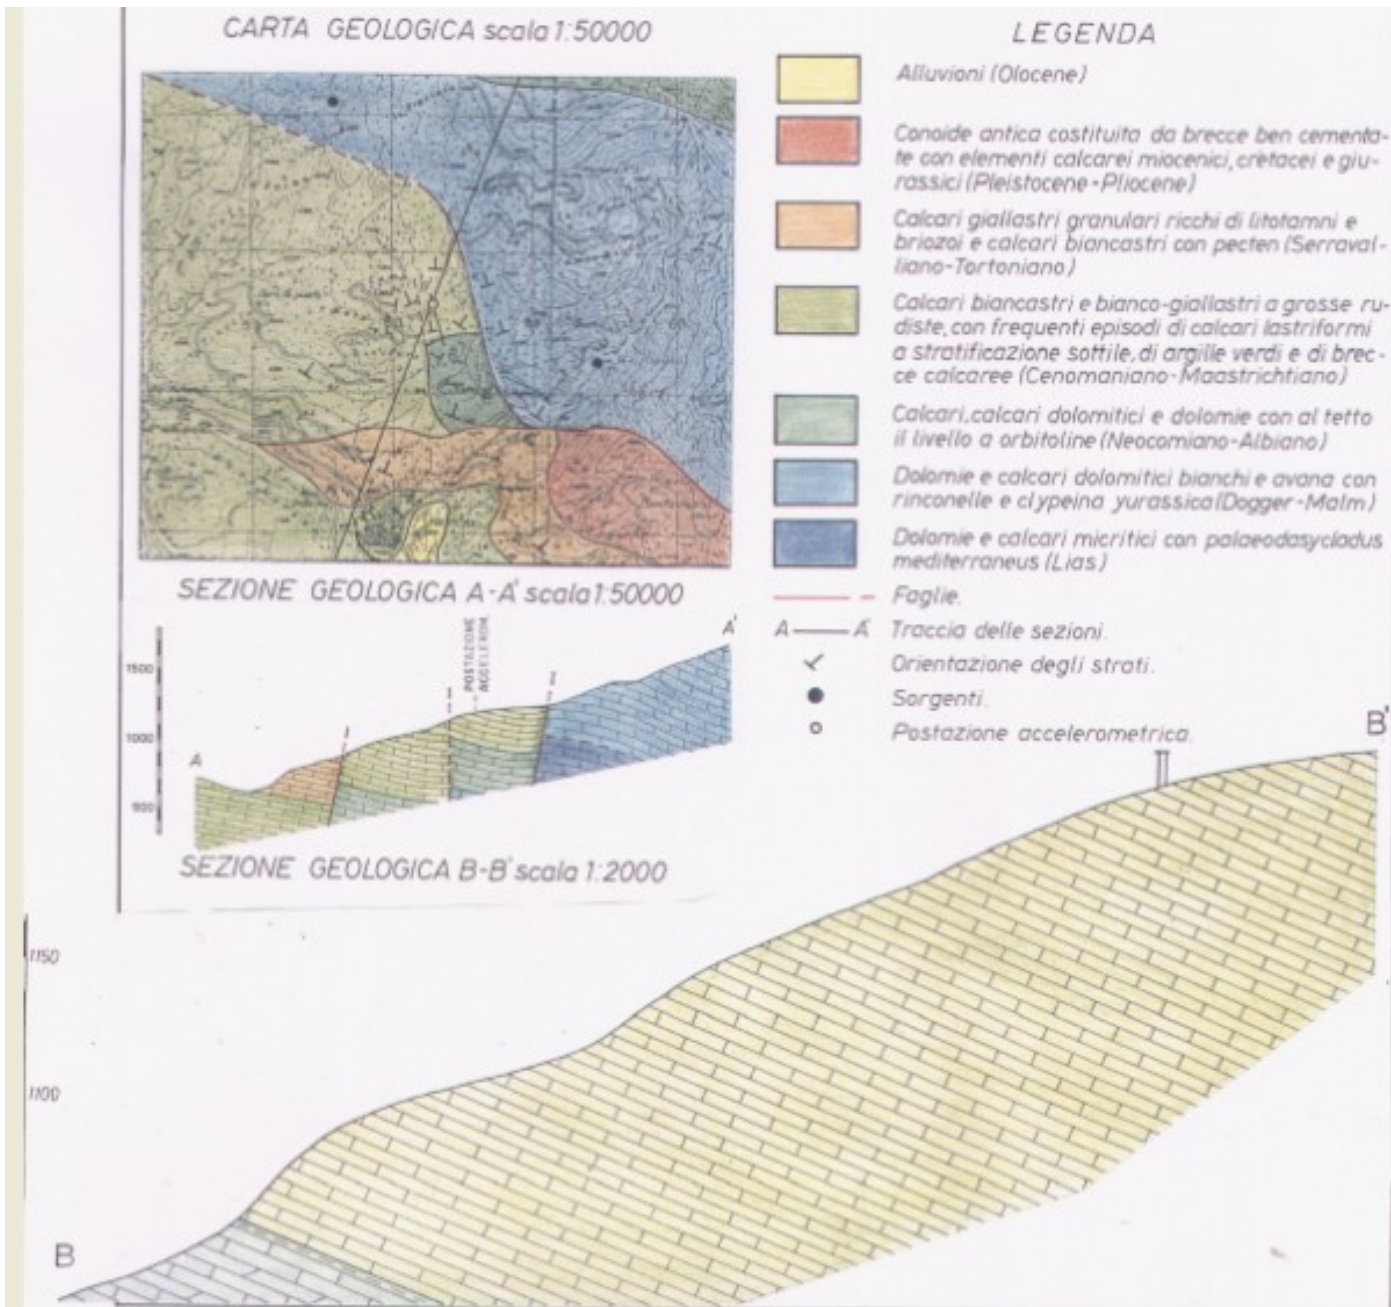 CARTA GEOLOGICA scala 1:50000
LEGENDA
Alluvioni (Olocene)
Conoide antica costituita da brecce ben cementa-
te con elementi calcarei miocenici, cretacei e giu-
rassici (Pleistocene-Pliocene)
Calcari giallastri granulari ricchi di litotamni e
briozoi e calcari biancastri con pecten (Serraval-
liano-Tortoniano)
Calcari biancastri e bianco-giallastri a grosse ru-
diste, con frequenti episodi di calcari lastriformi
a stratificazione sottile, di argille verdi e di brec-
ce calcaree (Cenomaniano-Maastrichtiano)
Calcari, calcari dolomitici e dolomie con al tetto
il livello a orbitoline (Neocomiano-Albiano)
Dolomie e calcari dolomitici bianchi e avana con
rinconelle e clypeina yurassica (Dogger-Malm)
Dolomie e calcari micritici con palaeodasycladus
mediterraneus (Lias)
Faglie.
A A' Traccia delle sezioni.
Orientazione degli strati.
Sorgenti.
Postazione accelerometrica.
SEZIONE GEOLOGICA A-A' scala 1:50000
POSTAZIONE
ACCELEROM.
A'
1500
1000
A
500
SEZIONE GEOLOGICA B-B' scala 1:2000
B'
1150
1100
B